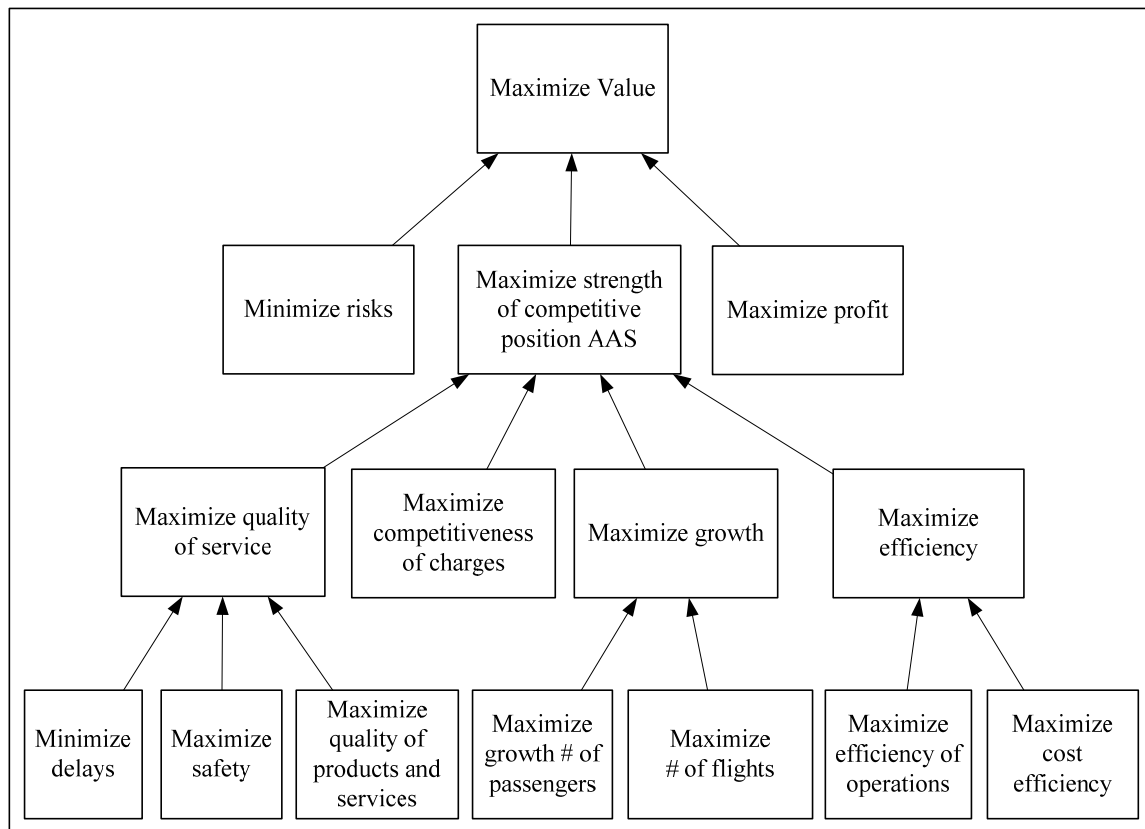 Maximize Value
Minimize risks
Maximize strength
of competitive
position AAS
Maximize profit
Maximize quality
of service
Maximize
competitiveness
of charges
Maximize growth
Maximize
efficiency
Minimize
delays
Maximize
safety
Maximize
quality of
products and
services
Maximize
growth # of
passengers
Maximize
# of flights
Maximize
efficiency of
operations
Maximize
cost
efficiency